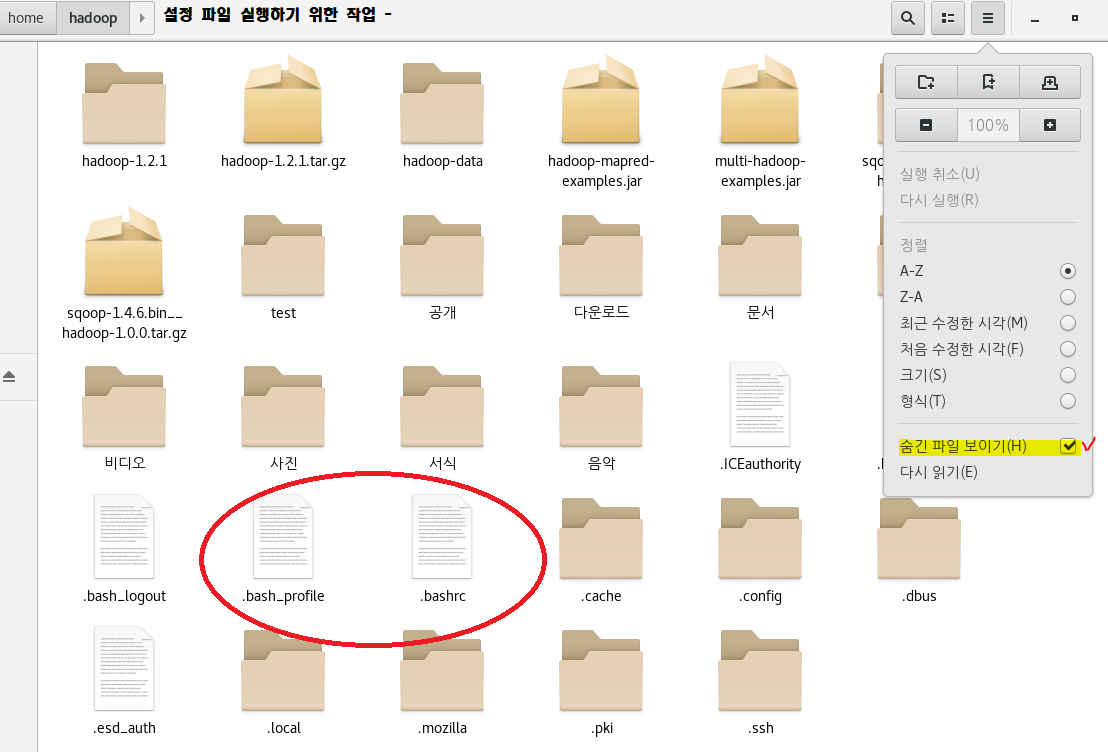 home
hadoop
설정 파일 실행하기 위한 작업 -
hadoop-1.2.1
hadoop-1.2.1.tar.gz
hadoop-data
hadoop-mapred-
examples.jar
multi-hadoop-
examples.jar
100%
실행 취소(U)
다시 실행(R)
정렬
A-Z
Z-A
최근 수정한 시각(M)
처음 수정한 시각(F)
크기(S)
형식(T)
숨긴 파일 보이기(H)
다시 읽기(E)
sqoop-1.4.6.bin__
hadoop-1.0.0.tar.gz
test
공개
다운로드
문서
비디오
사진
서식
음악
.ICEauthority
.bash_logout
.bash_profile
.bashrc
.cache
.config
.dbus
.esd_auth
.local
.mozilla
.pki
.ssh